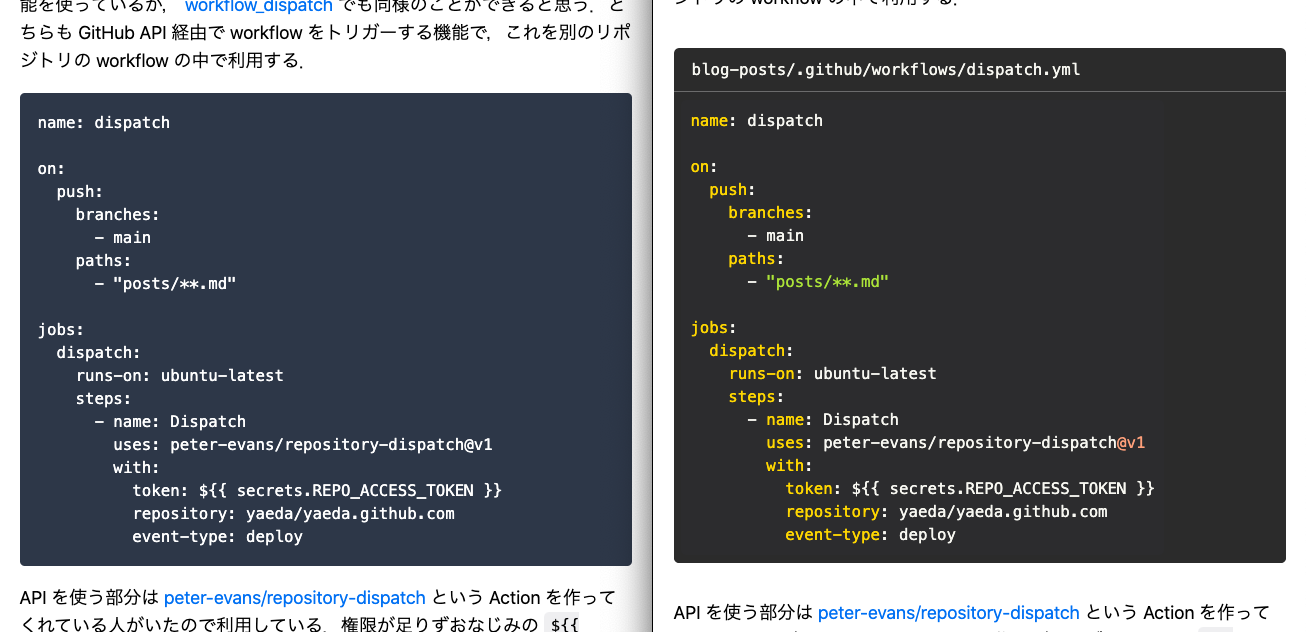 能を使っているが， workflow_dispatch でも同様のことができると思う．ど
ちらも GitHub API 経由で workflow をトリガーする機能で，これを別のリポ
ジトリの workflow の中で利用する．
name: dispatch
on:
  push:
    branches:
      - main
    paths:
      - "posts/**.md"
jobs:
  dispatch:
    runs-on: ubuntu-latest
    steps:
      - name: Dispatch
        uses: peter-evans/repository-dispatch@v1
        with:
          token: ${{ secrets.REPO_ACCESS_TOKEN }}
          repository: yaeda/yaeda.github.com
          event-type: deploy
API を使う部分は peter-evans/repository-dispatch という Action を作って
くれている人がいたので利用している．権限が足りずおなじみの ${{
ジトリの workflow の中で利用する．
blog-posts/.github/workflows/dispatch.yml
name: dispatch
on:
  push:
    branches:
      - main
    paths:
      - "posts/**.md"
jobs:
  dispatch:
    runs-on: ubuntu-latest
    steps:
      - name: Dispatch
        uses: peter-evans/repository-dispatch@v1
        with:
          token: ${{ secrets.REPO_ACCESS_TOKEN }}
          repository: yaeda/yaeda.github.com
          event-type: deploy
API を使う部分は peter-evans/repository-dispatch という Action を作って